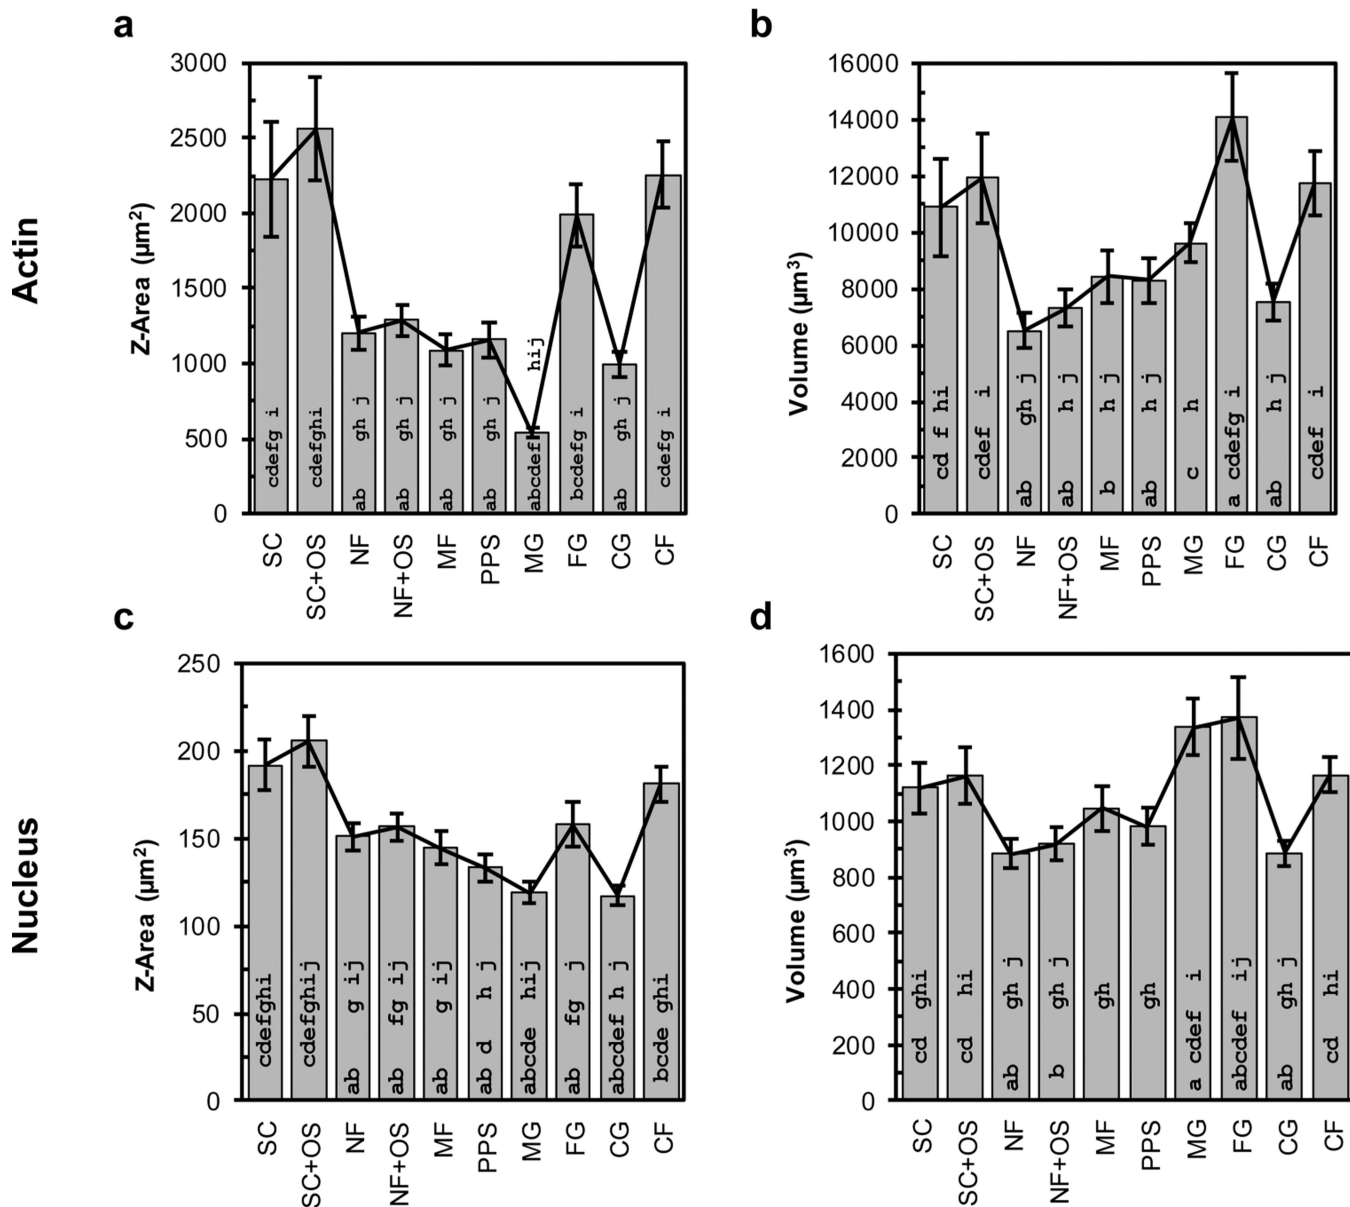 a
Actin
Z-Area (µm²)
3000
2500
2000
1500
1000
500
0
cdefg i
cdefghi
ab gh j
ab gh j
ab gh j
ab gh j
abcdef hij
bcdefg i
ab gh j
cdefg i
SC
SC+OS
NF
NF+OS
MF
PPS
MG
FG
CG
CF
b
Volume (µm³)
16000
14000
12000
10000
8000
6000
4000
2000
0
cd f hi
cdef i
ab gh j
ab h j
b h j
ab h j
c h
a cdefg i
ab h j
cdef i
SC
SC+OS
NF
NF+OS
MF
PPS
MG
FG
CG
CF
c
Nucleus
Z-Area (µm²)
250
200
150
100
50
0
cdefghi
cdefghij
ab g ij
ab fg ij
ab g ij
ab d h j
abcde hij
ab fg j
abcdef h j
bcde ghi
SC
SC+OS
NF
NF+OS
MF
PPS
MG
FG
CG
CF
d
Volume (µm³)
1600
1400
1200
1000
800
600
400
200
0
cd ghi
cd hi
ab gh j
b gh j
gh
gh
a cdef i
abcdef ij
ab gh j
cd hi
SC
SC+OS
NF
NF+OS
MF
PPS
MG
FG
CG
CF